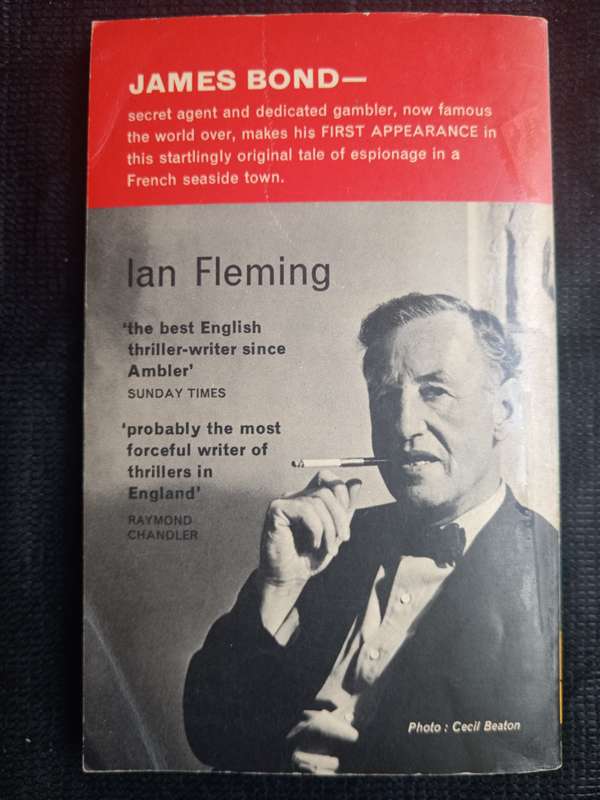 JAMES BOND—
secret agent and dedicated gambler, now famous
the world over, makes his FIRST APPEARANCE in
this startlingly original tale of espionage in a
French seaside town.
Ian Fleming
‘the best English
thriller-writer since
Ambler’
SUNDAY TIMES
‘probably the most
forceful writer of
thrillers in
England’
RAYMOND
CHANDLER
Photo : Cecil Beaton